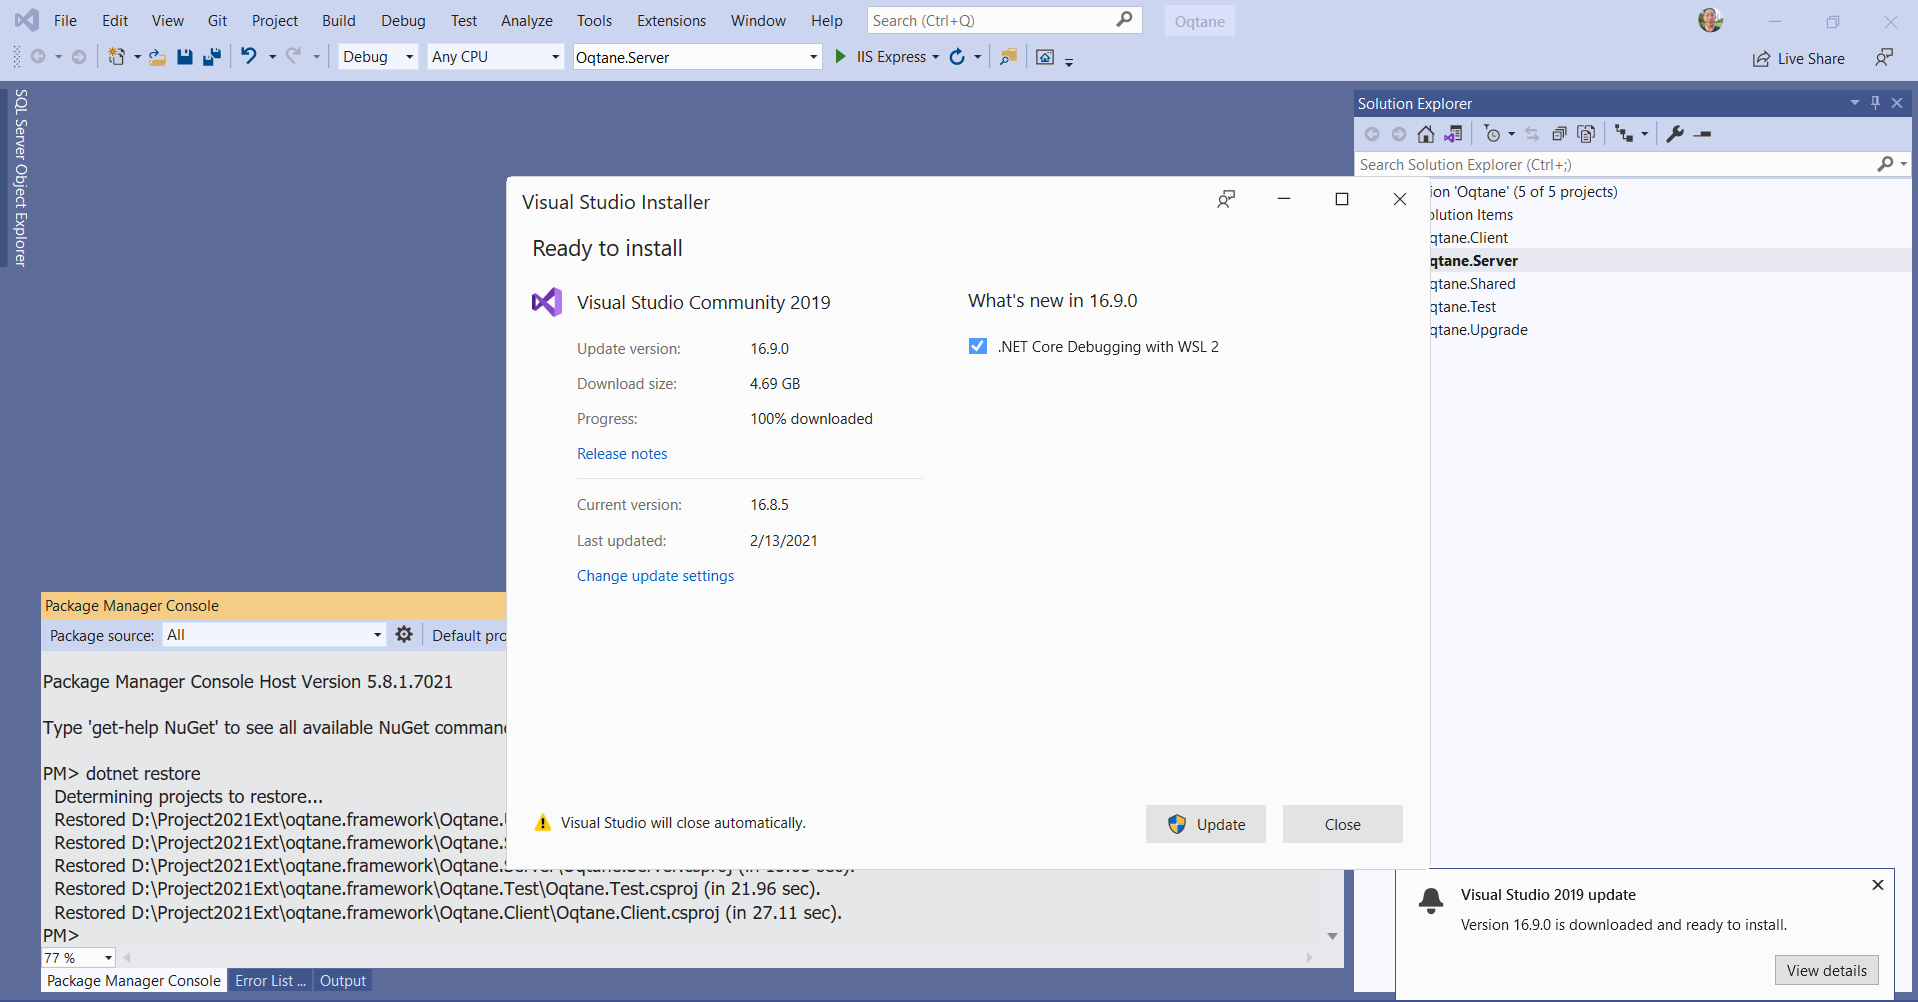 File Edit View Git Project Build Debug Test Analyze Tools Extensions Window Help Search (Ctrl+Q) Oqtane
Debug Any CPU Oqtane.Server IIS Express Live Share
SQL Server Object Explorer
Solution Explorer
Search Solution Explorer (Ctrl+;)
ion 'Oqtane' (5 of 5 projects)
olution Items
qtane.Client
qtane.Server
qtane.Shared
qtane.Test
qtane.Upgrade
Visual Studio Installer
Ready to install
Visual Studio Community 2019
Update version: 16.9.0
Download size: 4.69 GB
Progress: 100% downloaded
Release notes
Current version: 16.8.5
Last updated: 2/13/2021
Change update settings
What's new in 16.9.0
.NET Core Debugging with WSL 2
Visual Studio will close automatically.
Update Close
Package Manager Console
Package source: All Default pro
Package Manager Console Host Version 5.8.1.7021
Type 'get-help NuGet' to see all available NuGet comman
PM> dotnet restore
Determining projects to restore...
Restored D:\Project2021Ext\oqtane.framework\Oqtane.
Restored D:\Project2021Ext\oqtane.framework\Oqtane.
Restored D:\Project2021Ext\oqtane.framework\Oqtane.Server\Oqtane.Server.csproj
Restored D:\Project2021Ext\oqtane.framework\Oqtane.Test\Oqtane.Test.csproj (in 21.96 sec).
Restored D:\Project2021Ext\oqtane.framework\Oqtane.Client\Oqtane.Client.csproj (in 27.11 sec).
PM>
77 %
Package Manager Console Error List ... Output
Visual Studio 2019 update
Version 16.9.0 is downloaded and ready to install.
View details